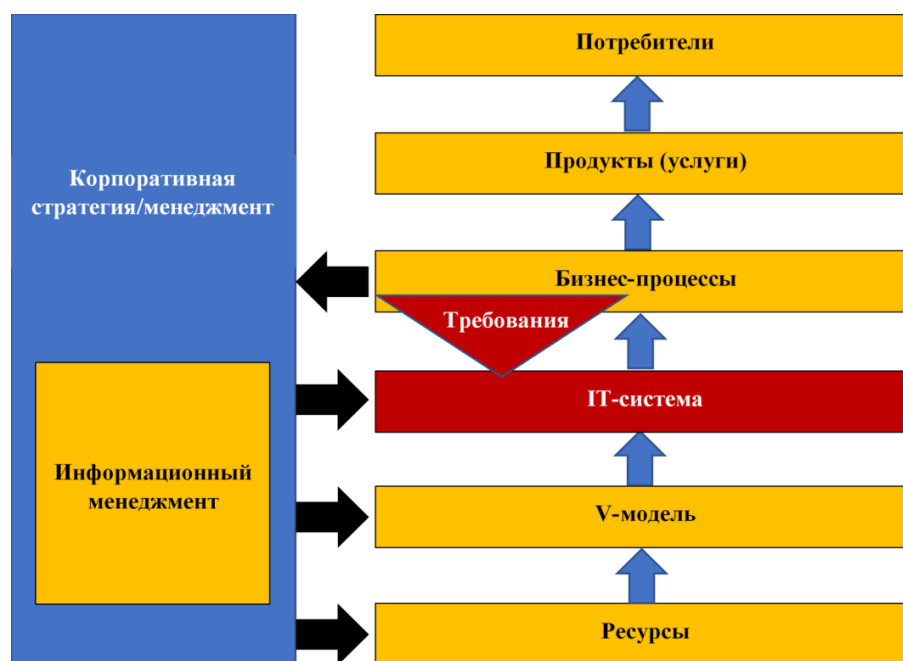 Потребители
Продукты (услуги)
Корпоративная
стратегия/менеджмент
Бизнес-процессы
Требования
IT-система
Информационный
менеджмент
V-модель
Ресурсы